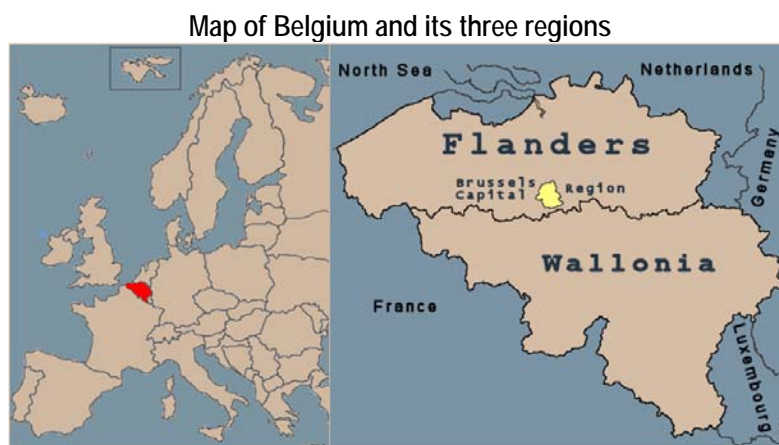 Map of Belgium and its three regions
North Sea
Netherlands
Flanders
Germany
Brussels Region
Capital
Wallonia
France
Luxembourg